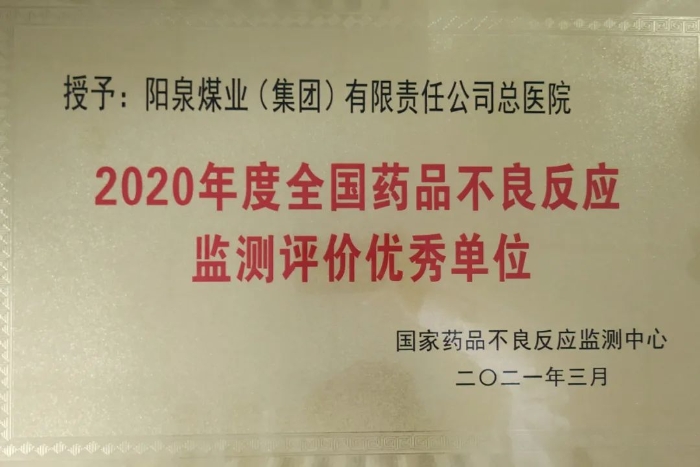 授予：阳泉煤业（集团）有限责任公司总医院
2020年度全国药品不良反应
监测评价优秀单位
国家药品不良反应监测中心
二〇二一年三月